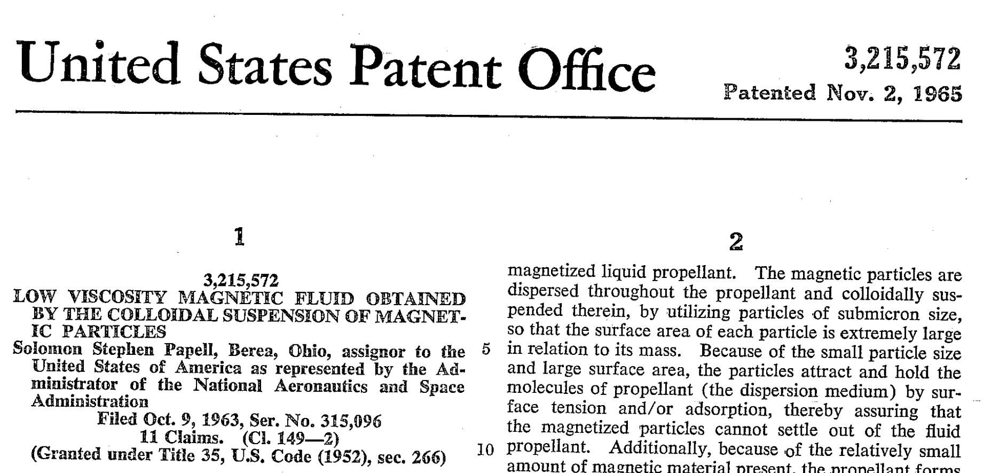 United States Patent Office
3,215,572
Patented Nov. 2, 1965
1
3,215,572
LOW VISCOSITY MAGNETIC FLUID OBTAINED
BY THE COLLOIDAL SUSPENSION OF MAGNET-
IC PARTICLES
Solomon Stephen Papell, Berea, Ohio, assignor to the
United States of America as represented by the Ad-
ministrator of the National Aeronautics and Space
Administration
Filed Oct. 9, 1963, Ser. No. 315,096
11 Claims. (Cl. 149—2)
(Granted under Title 35, U.S. Code (1952), sec. 266)
2
magnetized liquid propellant. The magnetic particles are
dispersed throughout the propellant and colloidally sus-
pended therein, by utilizing particles of submicron size,
so that the surface area of each particle is extremely large
5 in relation to its mass. Because of the small particle size
and large surface area, the particles attract and hold the
molecules of propellant (the dispersion medium) by sur-
face tension and/or adsorption, thereby assuring that
the magnetized particles cannot settle out of the fluid
10 propellant. Additionally, because of the relatively small
amount of magnetic material present, the propellant forms